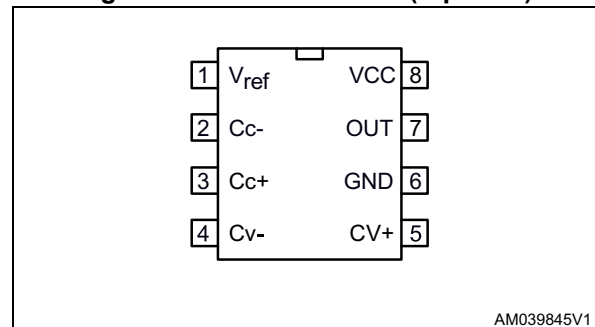 1 Vref VCC 8
2 Cc- OUT 7
3 Cc+ GND 6
4 Cv- CV+ 5
AM039845V1